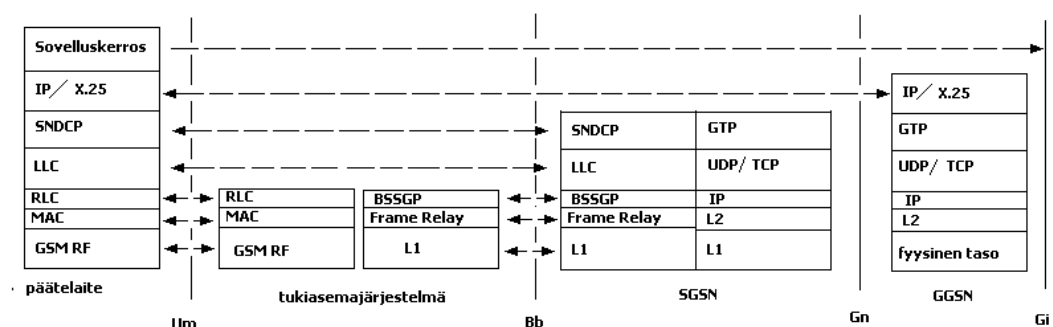 Sovelluskerros
IP/ X.25
SNDCP
LLC
RLC
MAC
GSM RF
päätelaite
RLC
MAC
GSM RF
BSSGP
Frame Relay
L1
tukiasemajärjestelmä
SNDCP
LLC
BSSGP
Frame Relay
L1
GTP
UDP/ TCP
IP
L2
L1
SGSN
IP/ X.25
GTP
UDP/ TCP
IP
L2
fyysinen taso
GGSN
Um
Bb
Gn
Gi